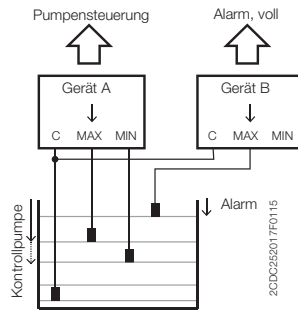 Pumpensteuerung
Alarm, voll
Gerät A
Gerät B
C MAX MIN
C MAX MIN
Alarm
Kontrollpumpe
2CDC252017F0115